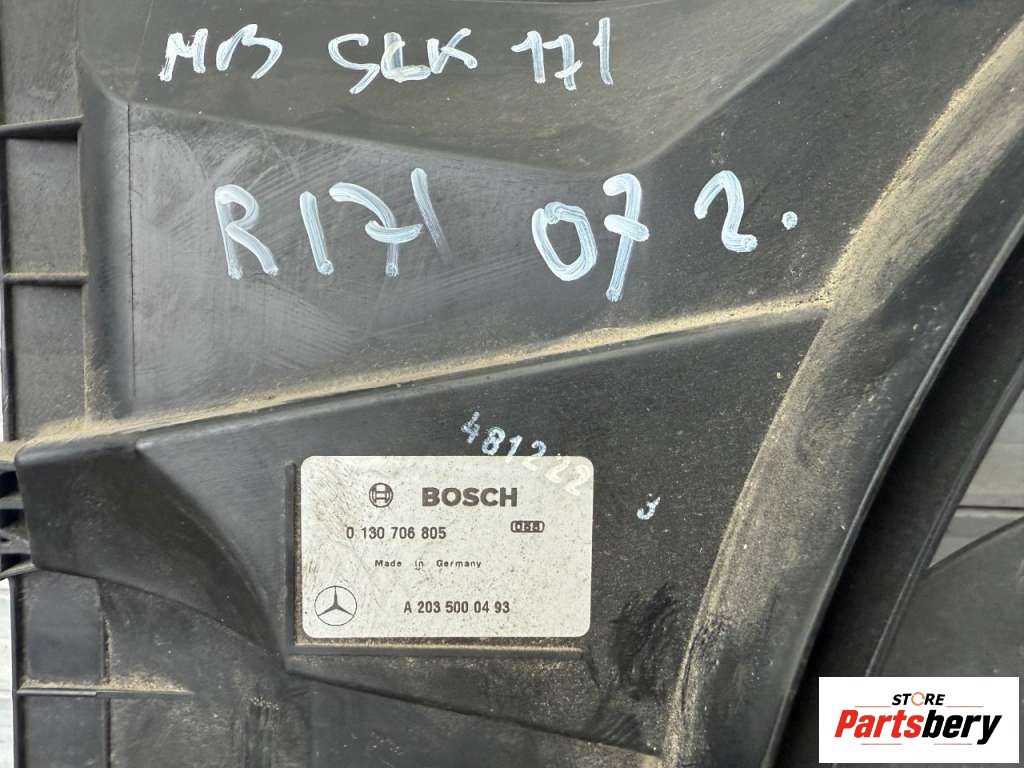 MB SLK 171
R171 07 2.
481222
BOSCH
0 130 706 805
Made in Germany
A 203 500 04 93
STORE
Partsbery